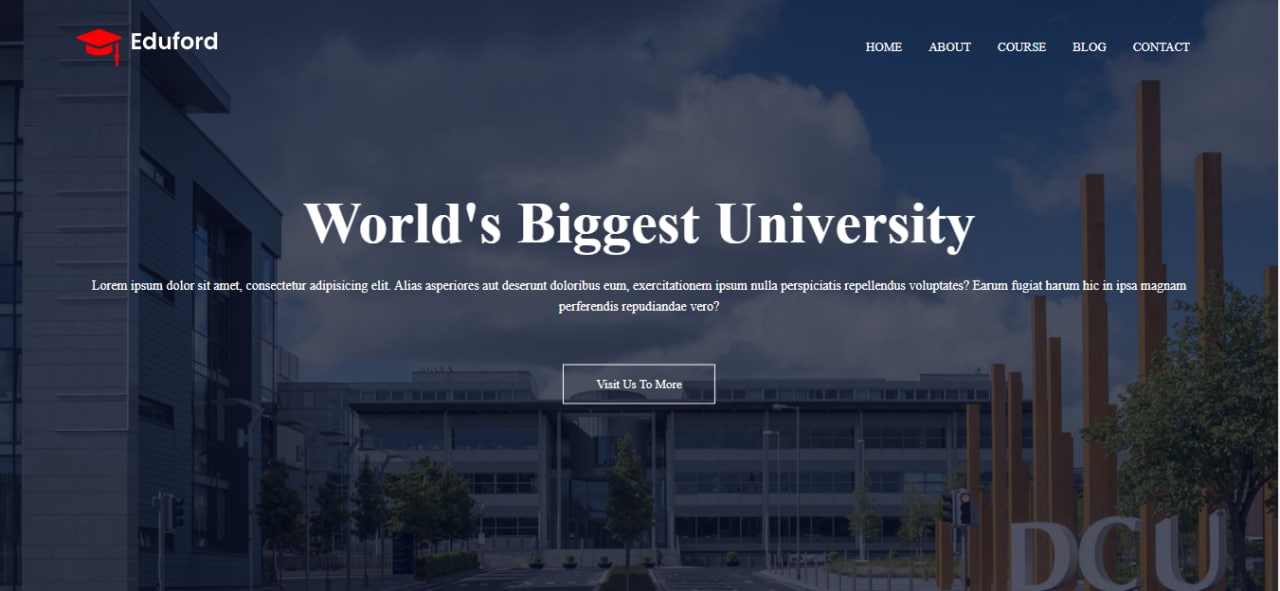 Eduford
HOME ABOUT COURSE BLOG CONTACT
World's Biggest University
Lorem ipsum dolor sit amet, consectetur adipisicing elit. Alias asperiores aut deserunt doloribus eum, exercitationem ipsum nulla perspiciatis repellendus voluptates? Earum fugiat harum hic in ipsa magnam
perferendis repudiandae vero?
Visit Us To More
DCU